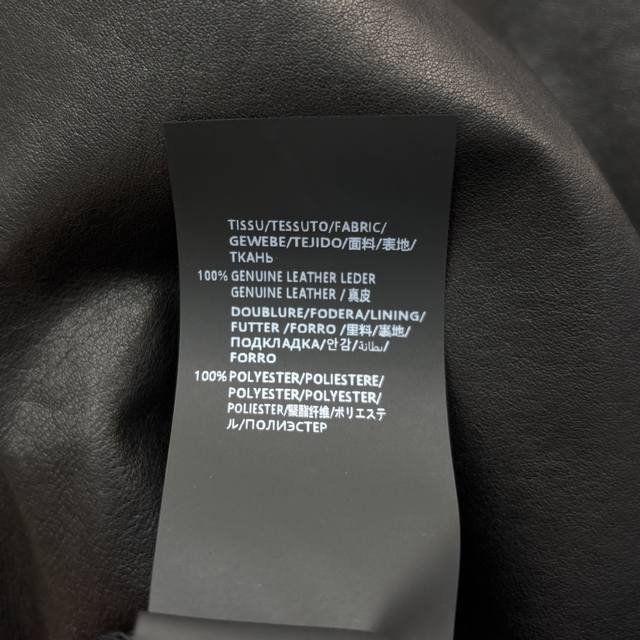 TISSU/TESSUTO/FABRIC/
GEWEBE/TEJIDO/面料/表地/
ТКАНЬ
100% GENUINE LEATHER LEDER
GENUINE LEATHER / 真皮
DOUBLURE/FODERA/LINING/
FUTTER /FORRO /里料/裏地/
ПОДКЛАДКА/안감/بطانة/
FORRO
100% POLYESTER/POLIESTERE/
POLYESTER/POLYESTER/
POLIESTER/聚酯纤维/ポリエステ
ル/ПОЛИЭСТЕР